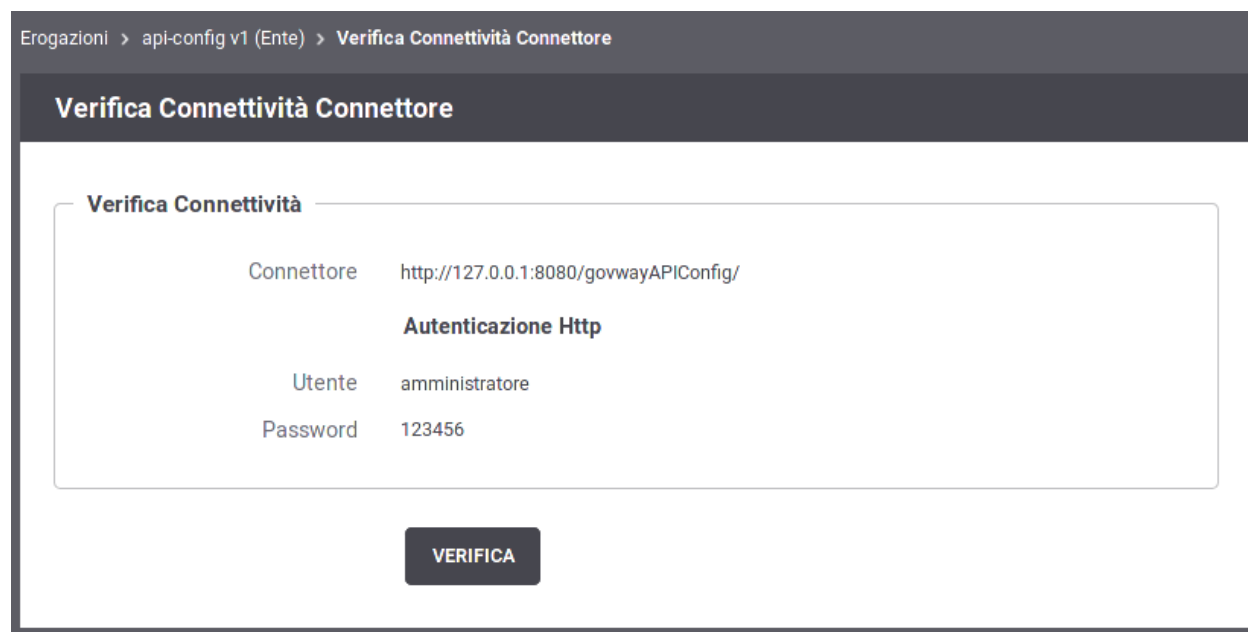 Erogazioni > api-config v1 (Ente) > Verifica Connettività Connettore
Verifica Connettività Connettore
Verifica Connettività
Connettore http://127.0.0.1:8080/govwayAPIConfig/
Autenticazione Http
Utente amministratore
Password 123456
VERIFICA